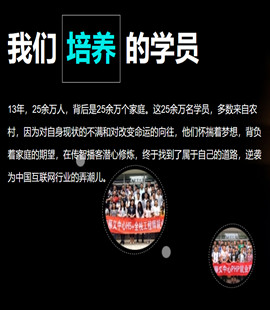 我们 培养 的学员
13年，25余万人，背后是25余万个家庭。这25余万名学员，多数来自农
村，因为对自身现状的不满和对改变命运的向往，他们怀揣着梦想，背负
着家庭的期望，在传智播客潜心修炼，终于找到了属于自己的道路，逆袭
为中国互联网行业的弄潮儿。